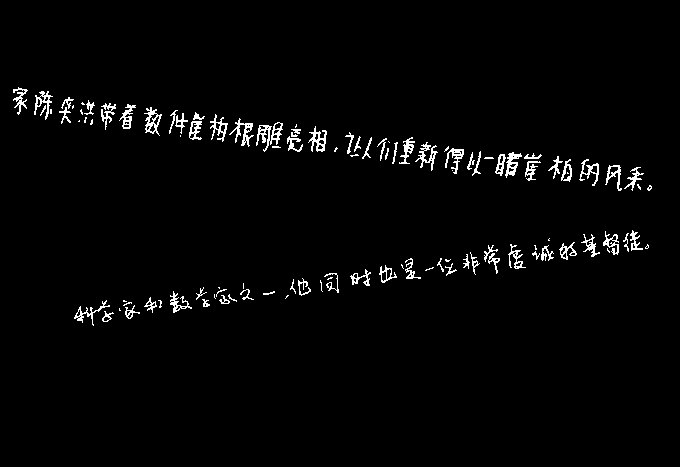 家陈奕洪带着数件崖柏根雕亮相,让人们重新得以一睹崖柏的风采。
科学家和数学家之一,他同时也是一位非常虔诚的基督徒。